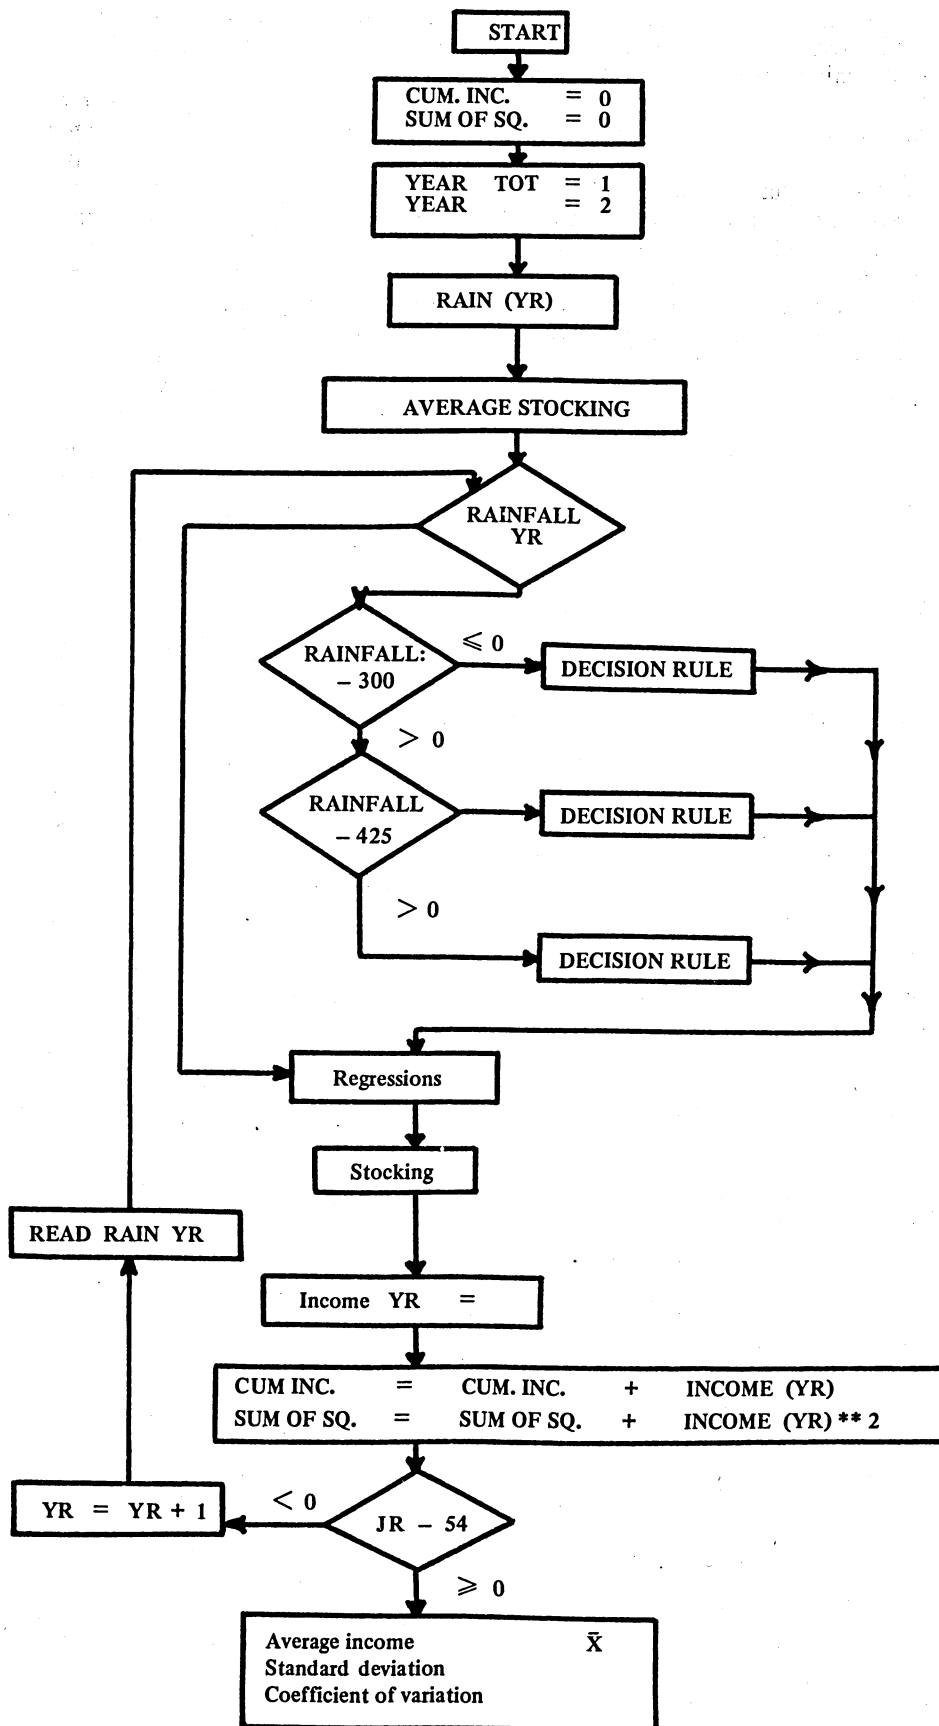 START
CUM. INC. = 0
SUM OF SQ. = 0
YEAR TOT = 1
YEAR = 2
RAIN (YR)
AVERAGE STOCKING
RAINFALL
YR
RAINFALL:
– 300
⩽ 0
DECISION RULE
> 0
RAINFALL
– 425
DECISION RULE
> 0
DECISION RULE
Regressions
Stocking
READ RAIN YR
Income YR =
CUM INC. = CUM. INC. + INCOME (YR)
SUM OF SQ. = SUM OF SQ. + INCOME (YR) ** 2
YR = YR + 1
< 0
JR – 54
⩾ 0
Average income X̄
Standard deviation
Coefficient of variation